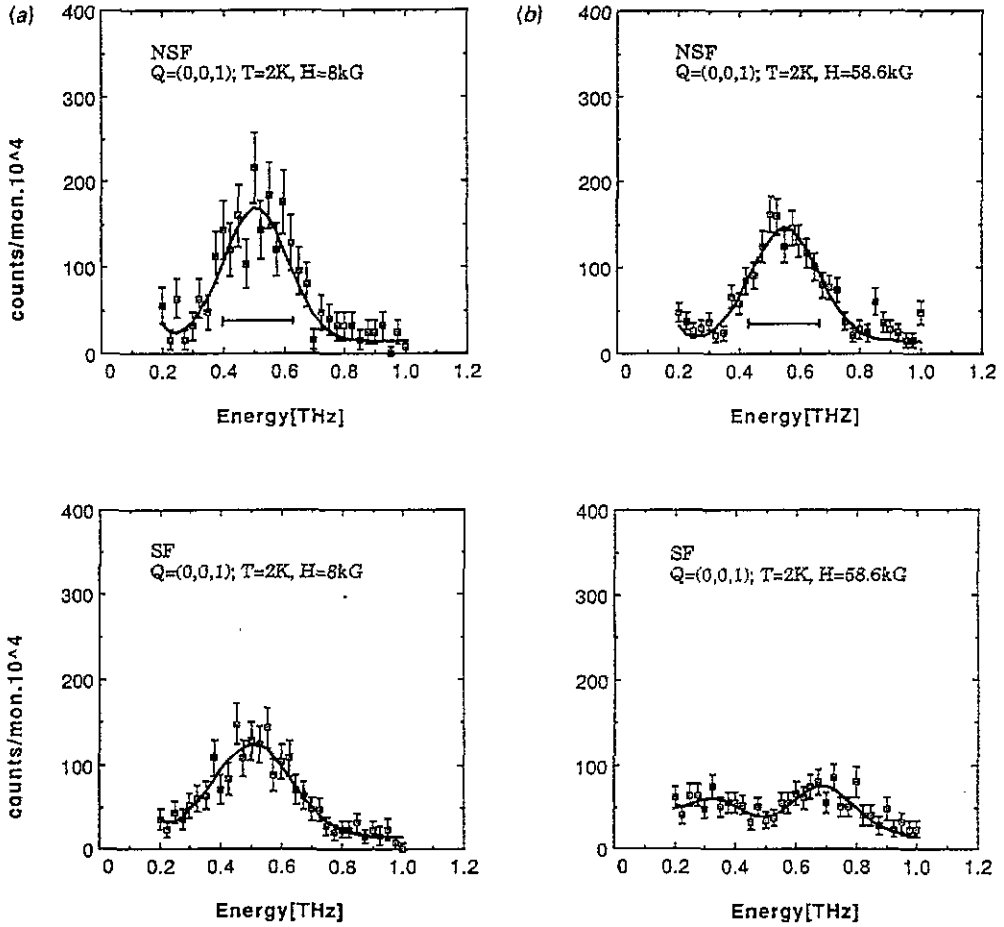 (a)
400
300
200
100
0
counts/mon.10^4
NSF
Q=(0,0,1); T=2K, H=8kG
0 0.2 0.4 0.6 0.8 1.0 1.2
Energy[THz]
(b)
400
300
200
100
0
NSF
Q=(0,0,1); T=2K, H=58.6kG
0 0.2 0.4 0.6 0.8 1.0 1.2
Energy[THZ]
400
300
200
100
0
counts/mon.10^4
SF
Q=(0,0,1); T=2K, H=8kG
0 0.2 0.4 0.6 0.8 1.0 1.2
Energy[THz]
400
300
200
100
0
SF
Q=(0,0,1); T=2K, H=58.6kG
0 0.2 0.4 0.6 0.8 1.0 1.2
Energy[THz]